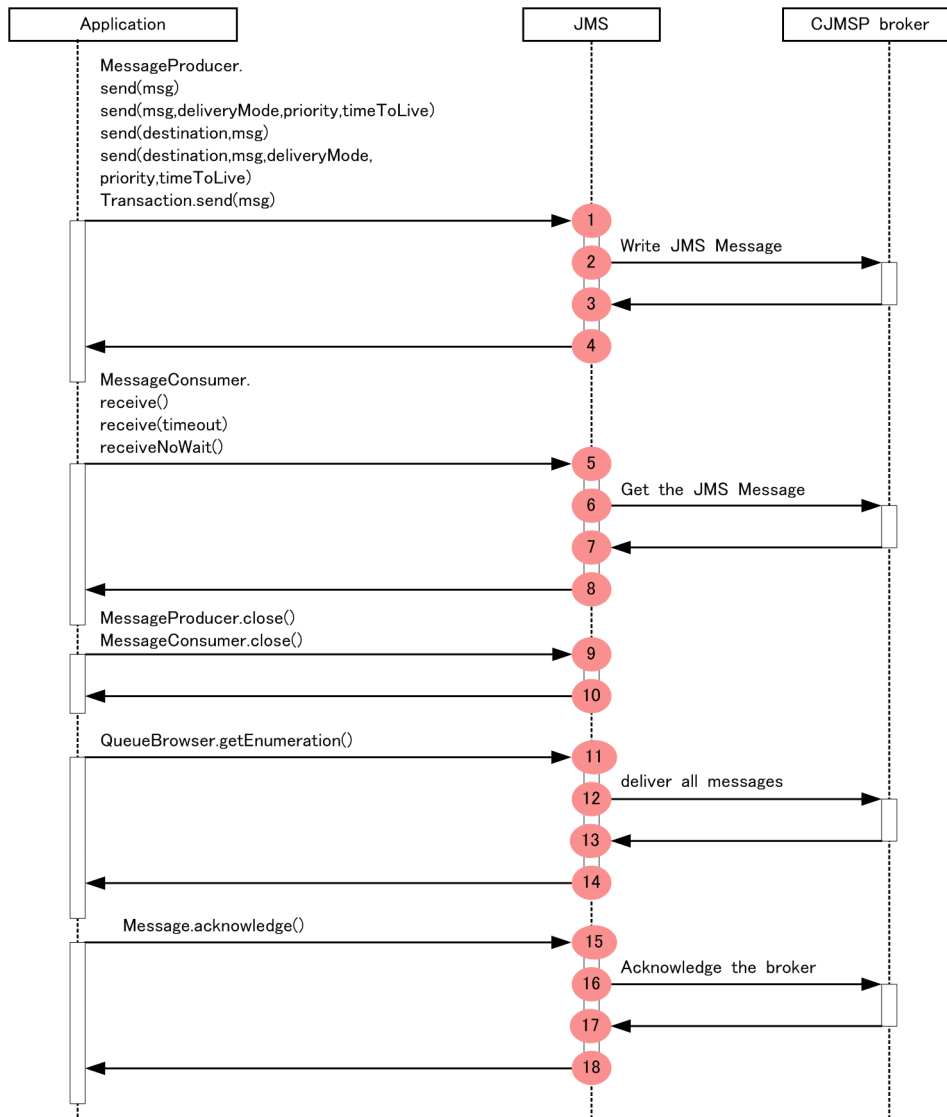 Application
JMS
CJMSP broker
MessageProducer.
send(msg)
send(msg,deliveryMode,priority,timeToLive)
send(destination,msg)
send(destination,msg,deliveryMode,
priority,timeToLive)
Transaction.send(msg)
1
Write JMS Message
2
3
4
MessageConsumer.
receive()
receive(timeout)
receiveNoWait()
5
Get the JMS Message
6
7
8
MessageProducer.close()
MessageConsumer.close()
9
10
QueueBrowser.getEnumeration()
11
deliver all messages
12
13
14
Message.acknowledge()
15
Acknowledge the broker
16
17
18